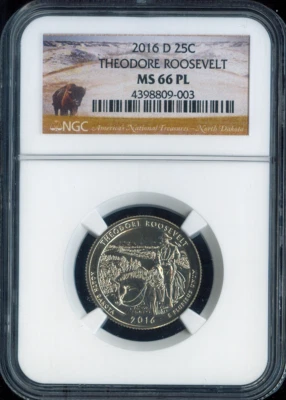 2016 D 25C
THEODORE ROOSEVELT
MS 66 PL
4398809-003
NGC America's National Treasures ~ North Dakota
THEODORE ROOSEVELT
2016